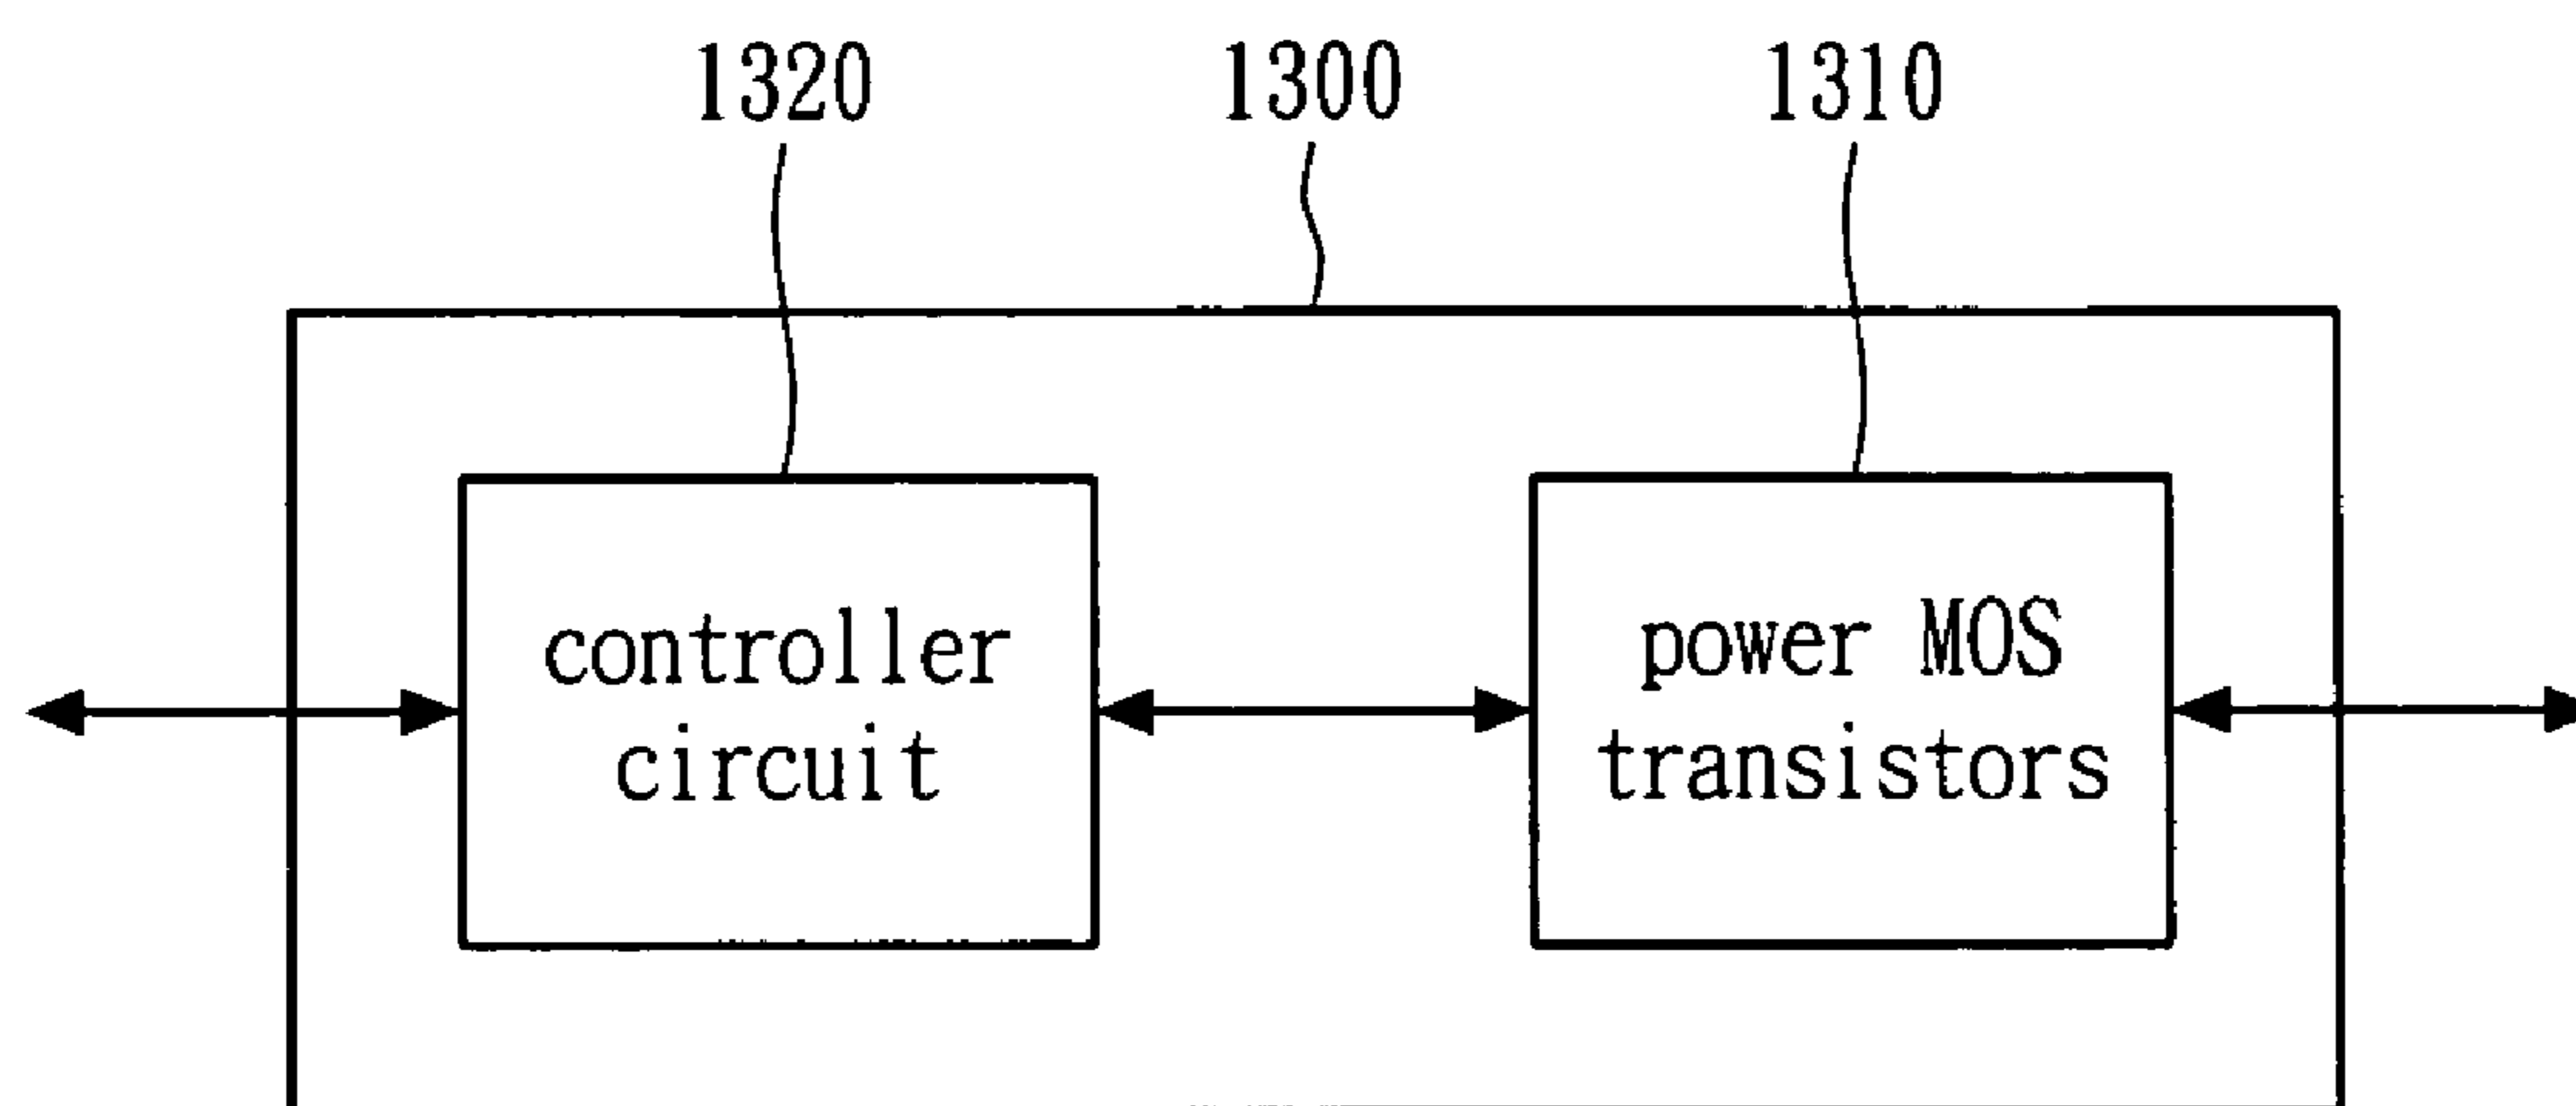 1320
1300
1310
controller
circuit
power MOS
transistors